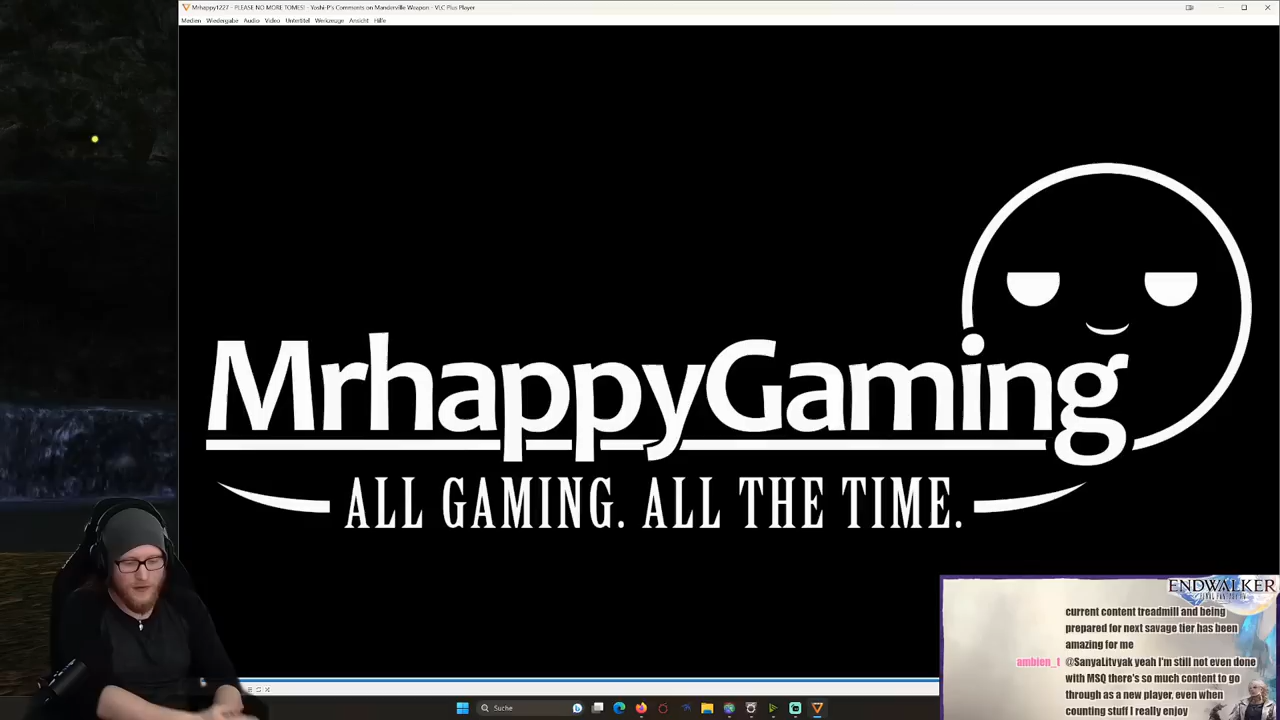 Mrhappy1227 - PLEASE NO MORE TOMES! - Yoshi-P's Comments on Manderville Weapon - VLC Plus Player
Medien Wiedergabe Audio Video Untertitel Werkzeuge Ansicht Hilfe
MrhappyGaming
ALL GAMING. ALL THE TIME.
ENDWALKER
current content treadmill and being
prepared for next savage tier has been
amazing for me
ambien_t @SanyaLitvyak yeah I'm still not even done
with MSQ there's so much content to go
through as a new player, even when
counting stuff I really enjoy
Suche